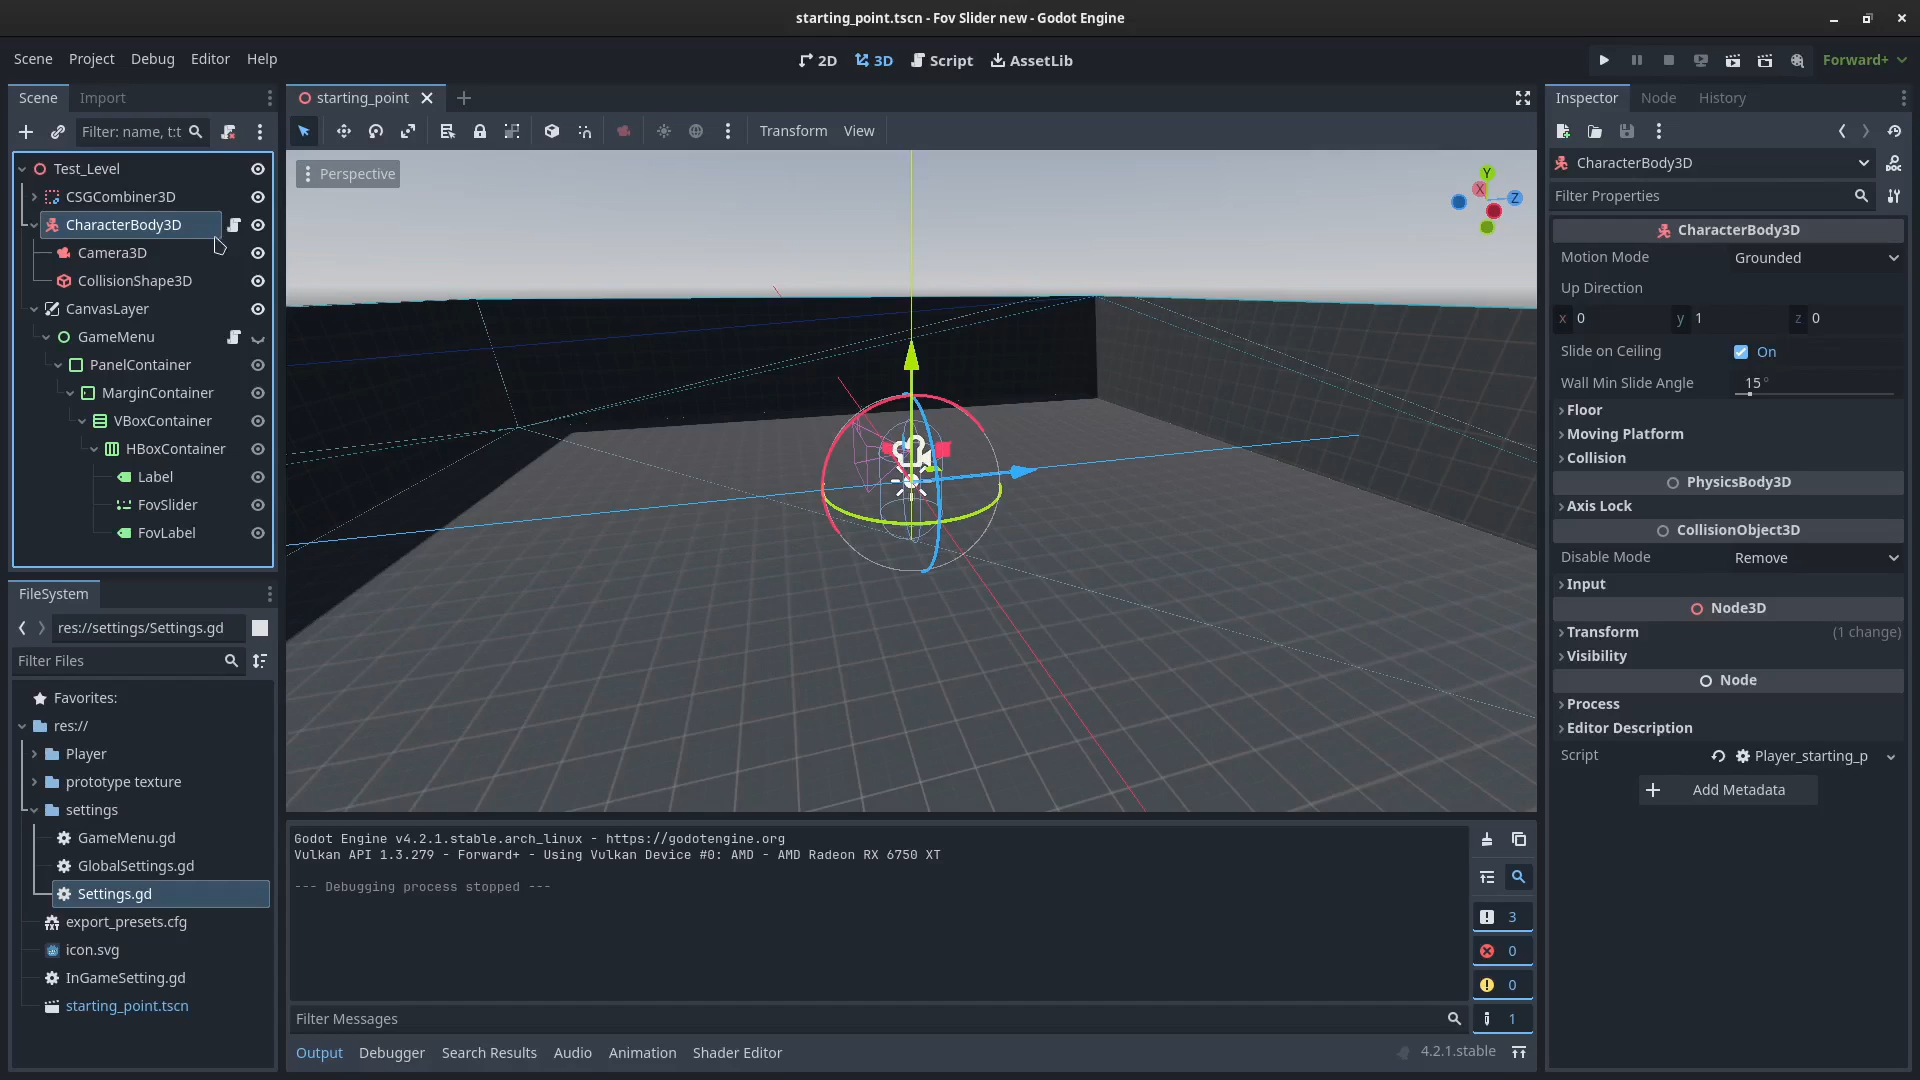 starting_point.tscn - Fov Slider new - Godot Engine
Scene Project Debug Editor Help
2D 3D Script AssetLib
Forward+
Scene Import
starting_point
Inspector Node History
Filter: name, t:t
Transform View
Test_Level
CSGCombiner3D
CharacterBody3D
Camera3D
CollisionShape3D
CanvasLayer
GameMenu
PanelContainer
MarginContainer
VBoxContainer
HBoxContainer
Label
FovSlider
FovLabel
FileSystem
res://settings/Settings.gd
Filter Files
Favorites:
res://
Player
prototype texture
settings
GameMenu.gd
GlobalSettings.gd
Settings.gd
export_presets.cfg
icon.svg
InGameSetting.gd
starting_point.tscn
Perspective
Y
X
Z
Godot Engine v4.2.1.stable.arch_linux - https://godotengine.org
Vulkan API 1.3.279 - Forward+ - Using Vulkan Device #0: AMD - AMD Radeon RX 6750 XT
--- Debugging process stopped ---
3
0
0
1
Filter Messages
Output Debugger Search Results Audio Animation Shader Editor
4.2.1.stable
CharacterBody3D
DOC
Filter Properties
CharacterBody3D
Motion Mode Grounded
Up Direction
x 0 y 1 z 0
Slide on Ceiling On
Wall Min Slide Angle 15 °
Floor
Moving Platform
Collision
PhysicsBody3D
Axis Lock
CollisionObject3D
Disable Mode Remove
Input
Node3D
Transform (1 change)
Visibility
Node
Process
Editor Description
Script Player_starting_p
Add Metadata